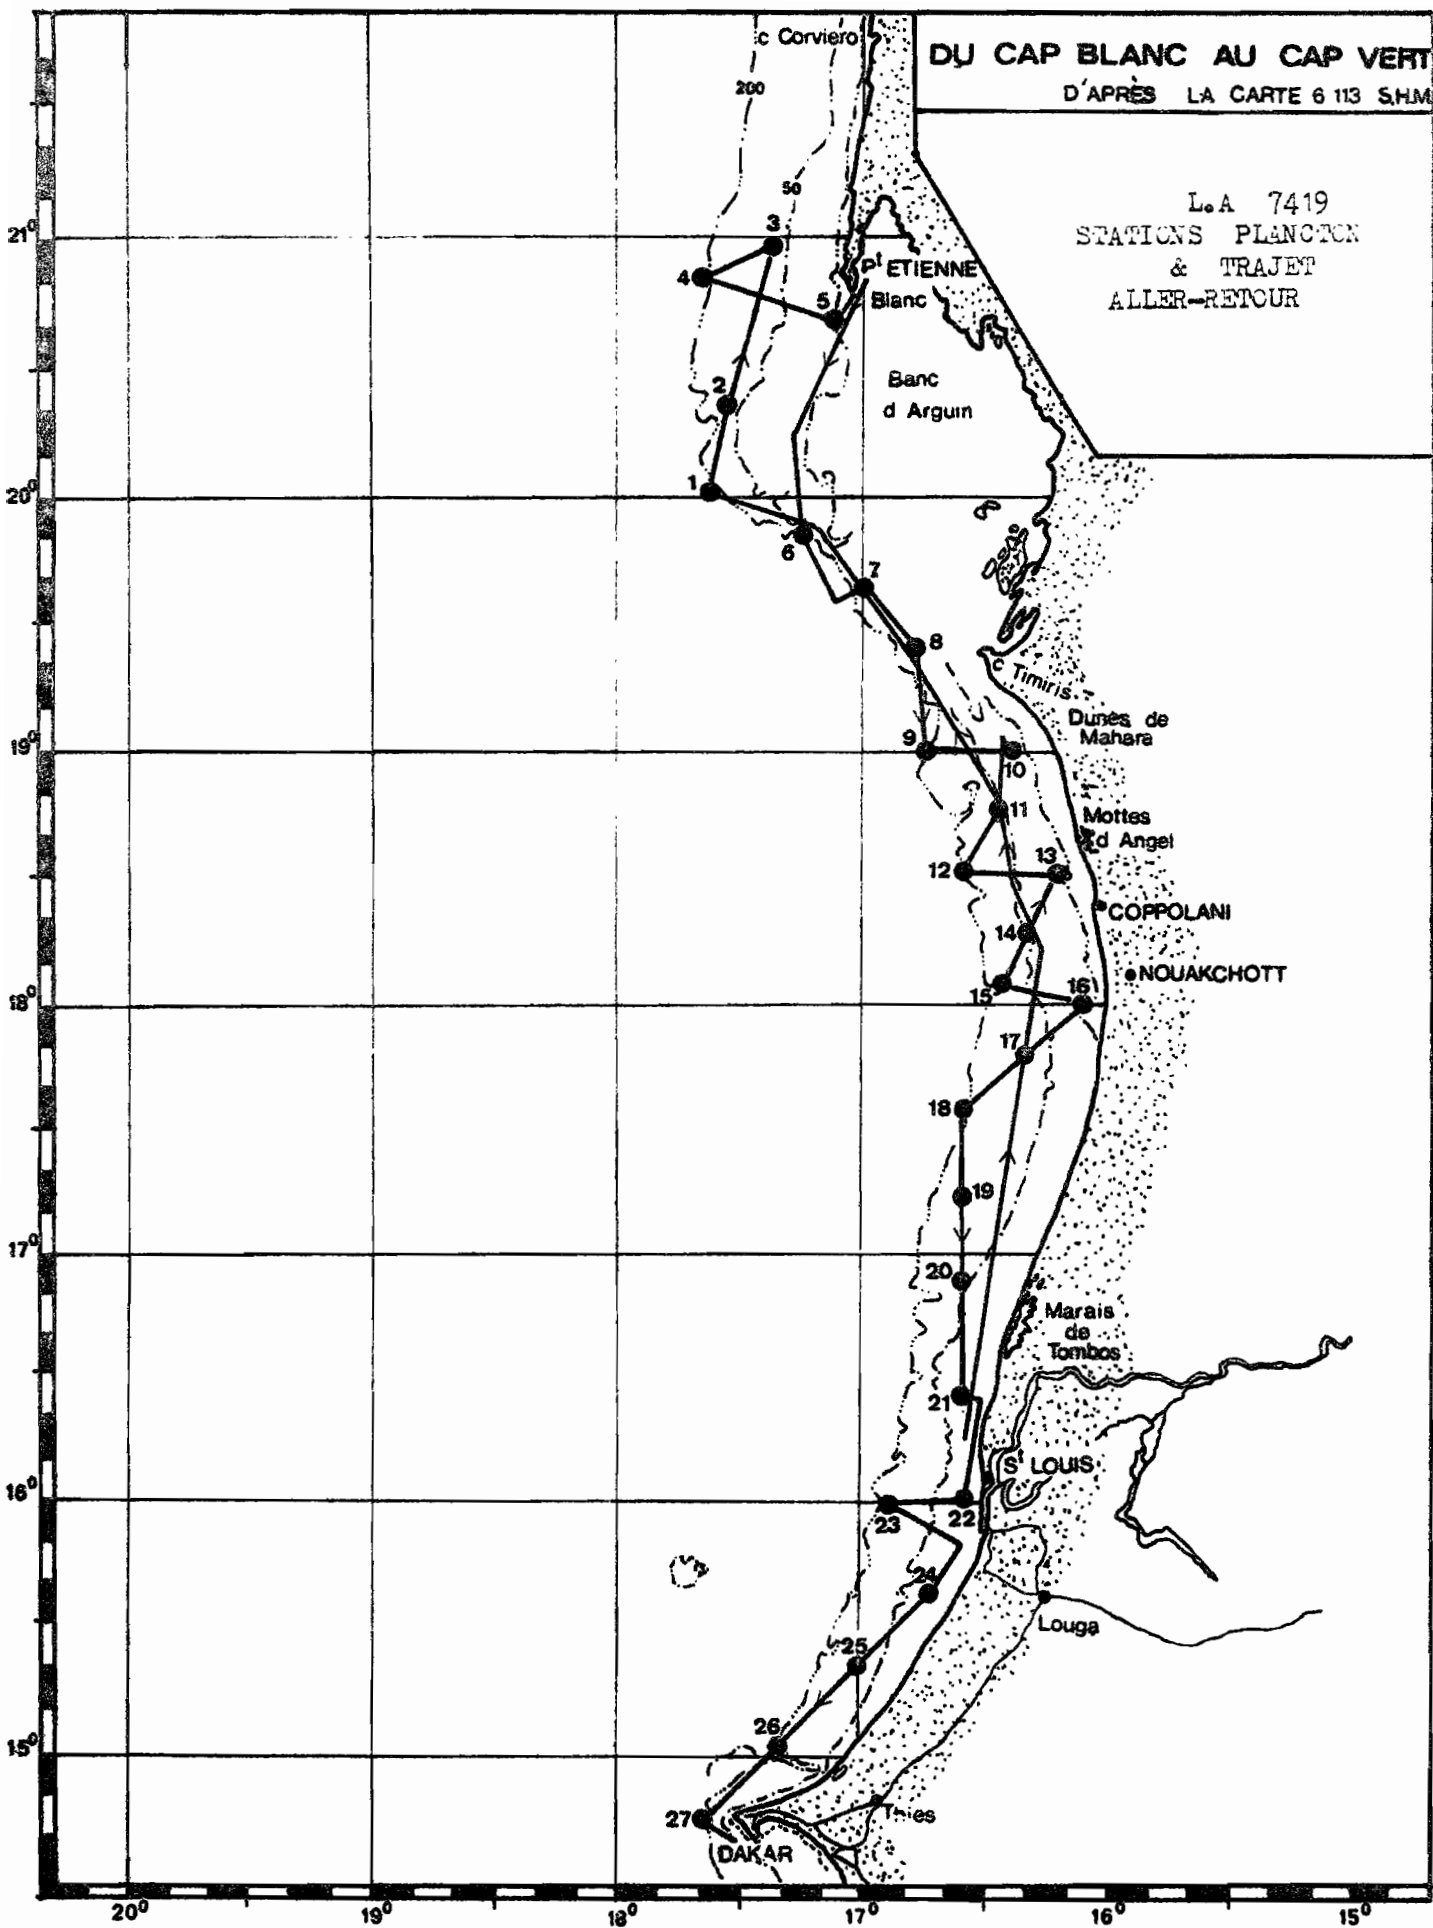 DU CAP BLANC AU CAP VERT
D'APRÈS LA CARTE 6 113 S.H.M
L.A 7419
STATIONS PLANCTON
& TRAJET
ALLER-RETOUR
c Corviero
200
50
21°
3
4
Pt ETIENNE
5
Blanc
2
Banc
d Arguin
1
20°
6
7
8
c Timiris
Dunes de
Mahara
19°
9
10
11
Mottes
d Angel
12
13
COPPOLANI
14
NOUAKCHOTT
15
16
18°
17
18
19
17°
20
Marais
de
Tombos
21
St LOUIS
16°
23
22
24
Louga
25
26
15°
27
Thies
DAKAR
20°
19°
18°
17°
16°
15°